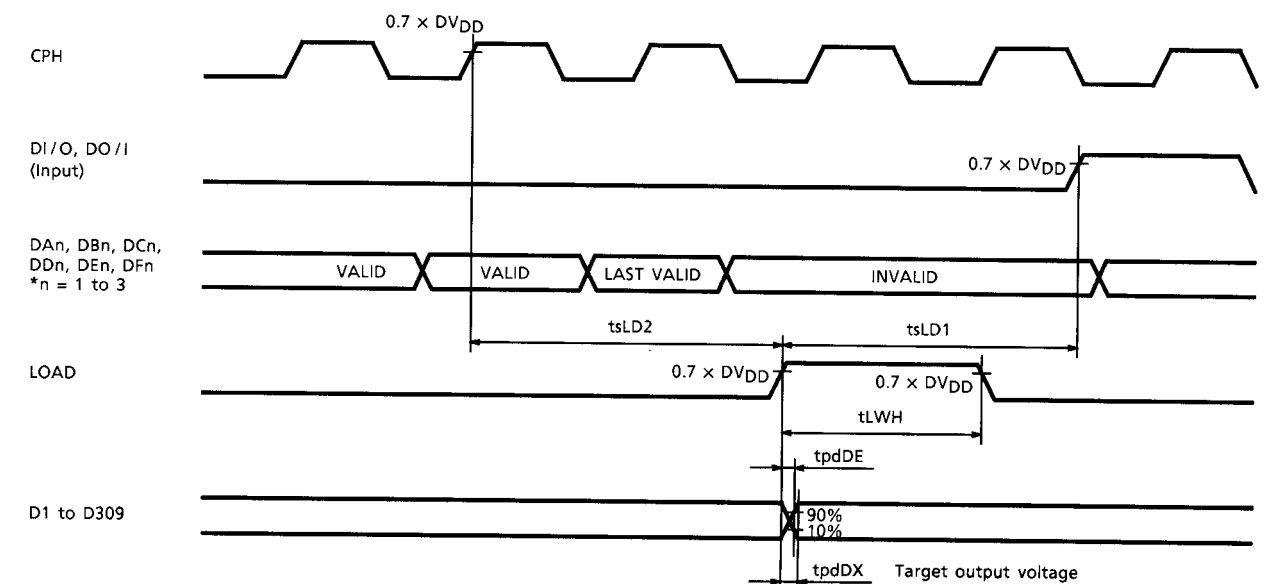 0.7 × DVDD
CPH
DI/O, DO/I
(Input)
0.7 × DVDD
DAn, DBn, DCn,
DDn, DEn, DFn
*n = 1 to 3
VALID
VALID
LAST VALID
INVALID
tsLD2
tsLD1
LOAD
0.7 × DVDD
0.7 × DVDD
tLWH
tpdDE
D1 to D309
90%
10%
tpdDX
Target output voltage